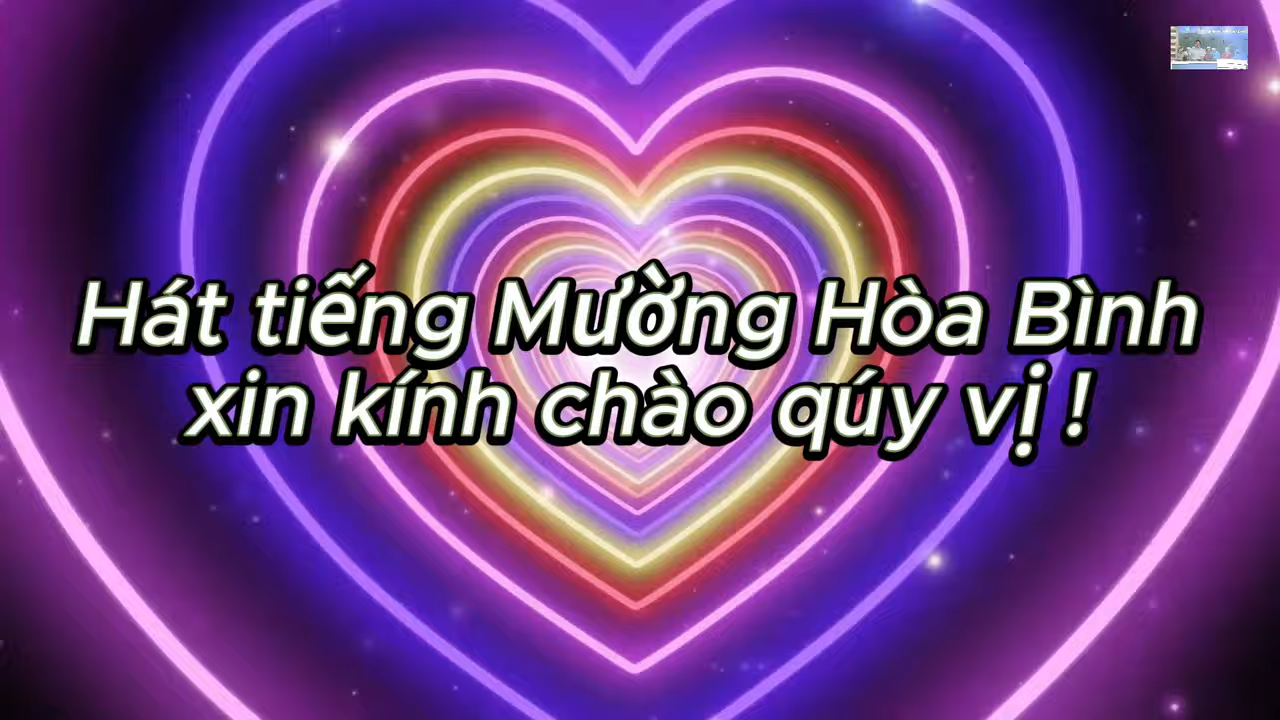 Hát tiếng Mường Hòa Bình
xin kính chào qúy vị !